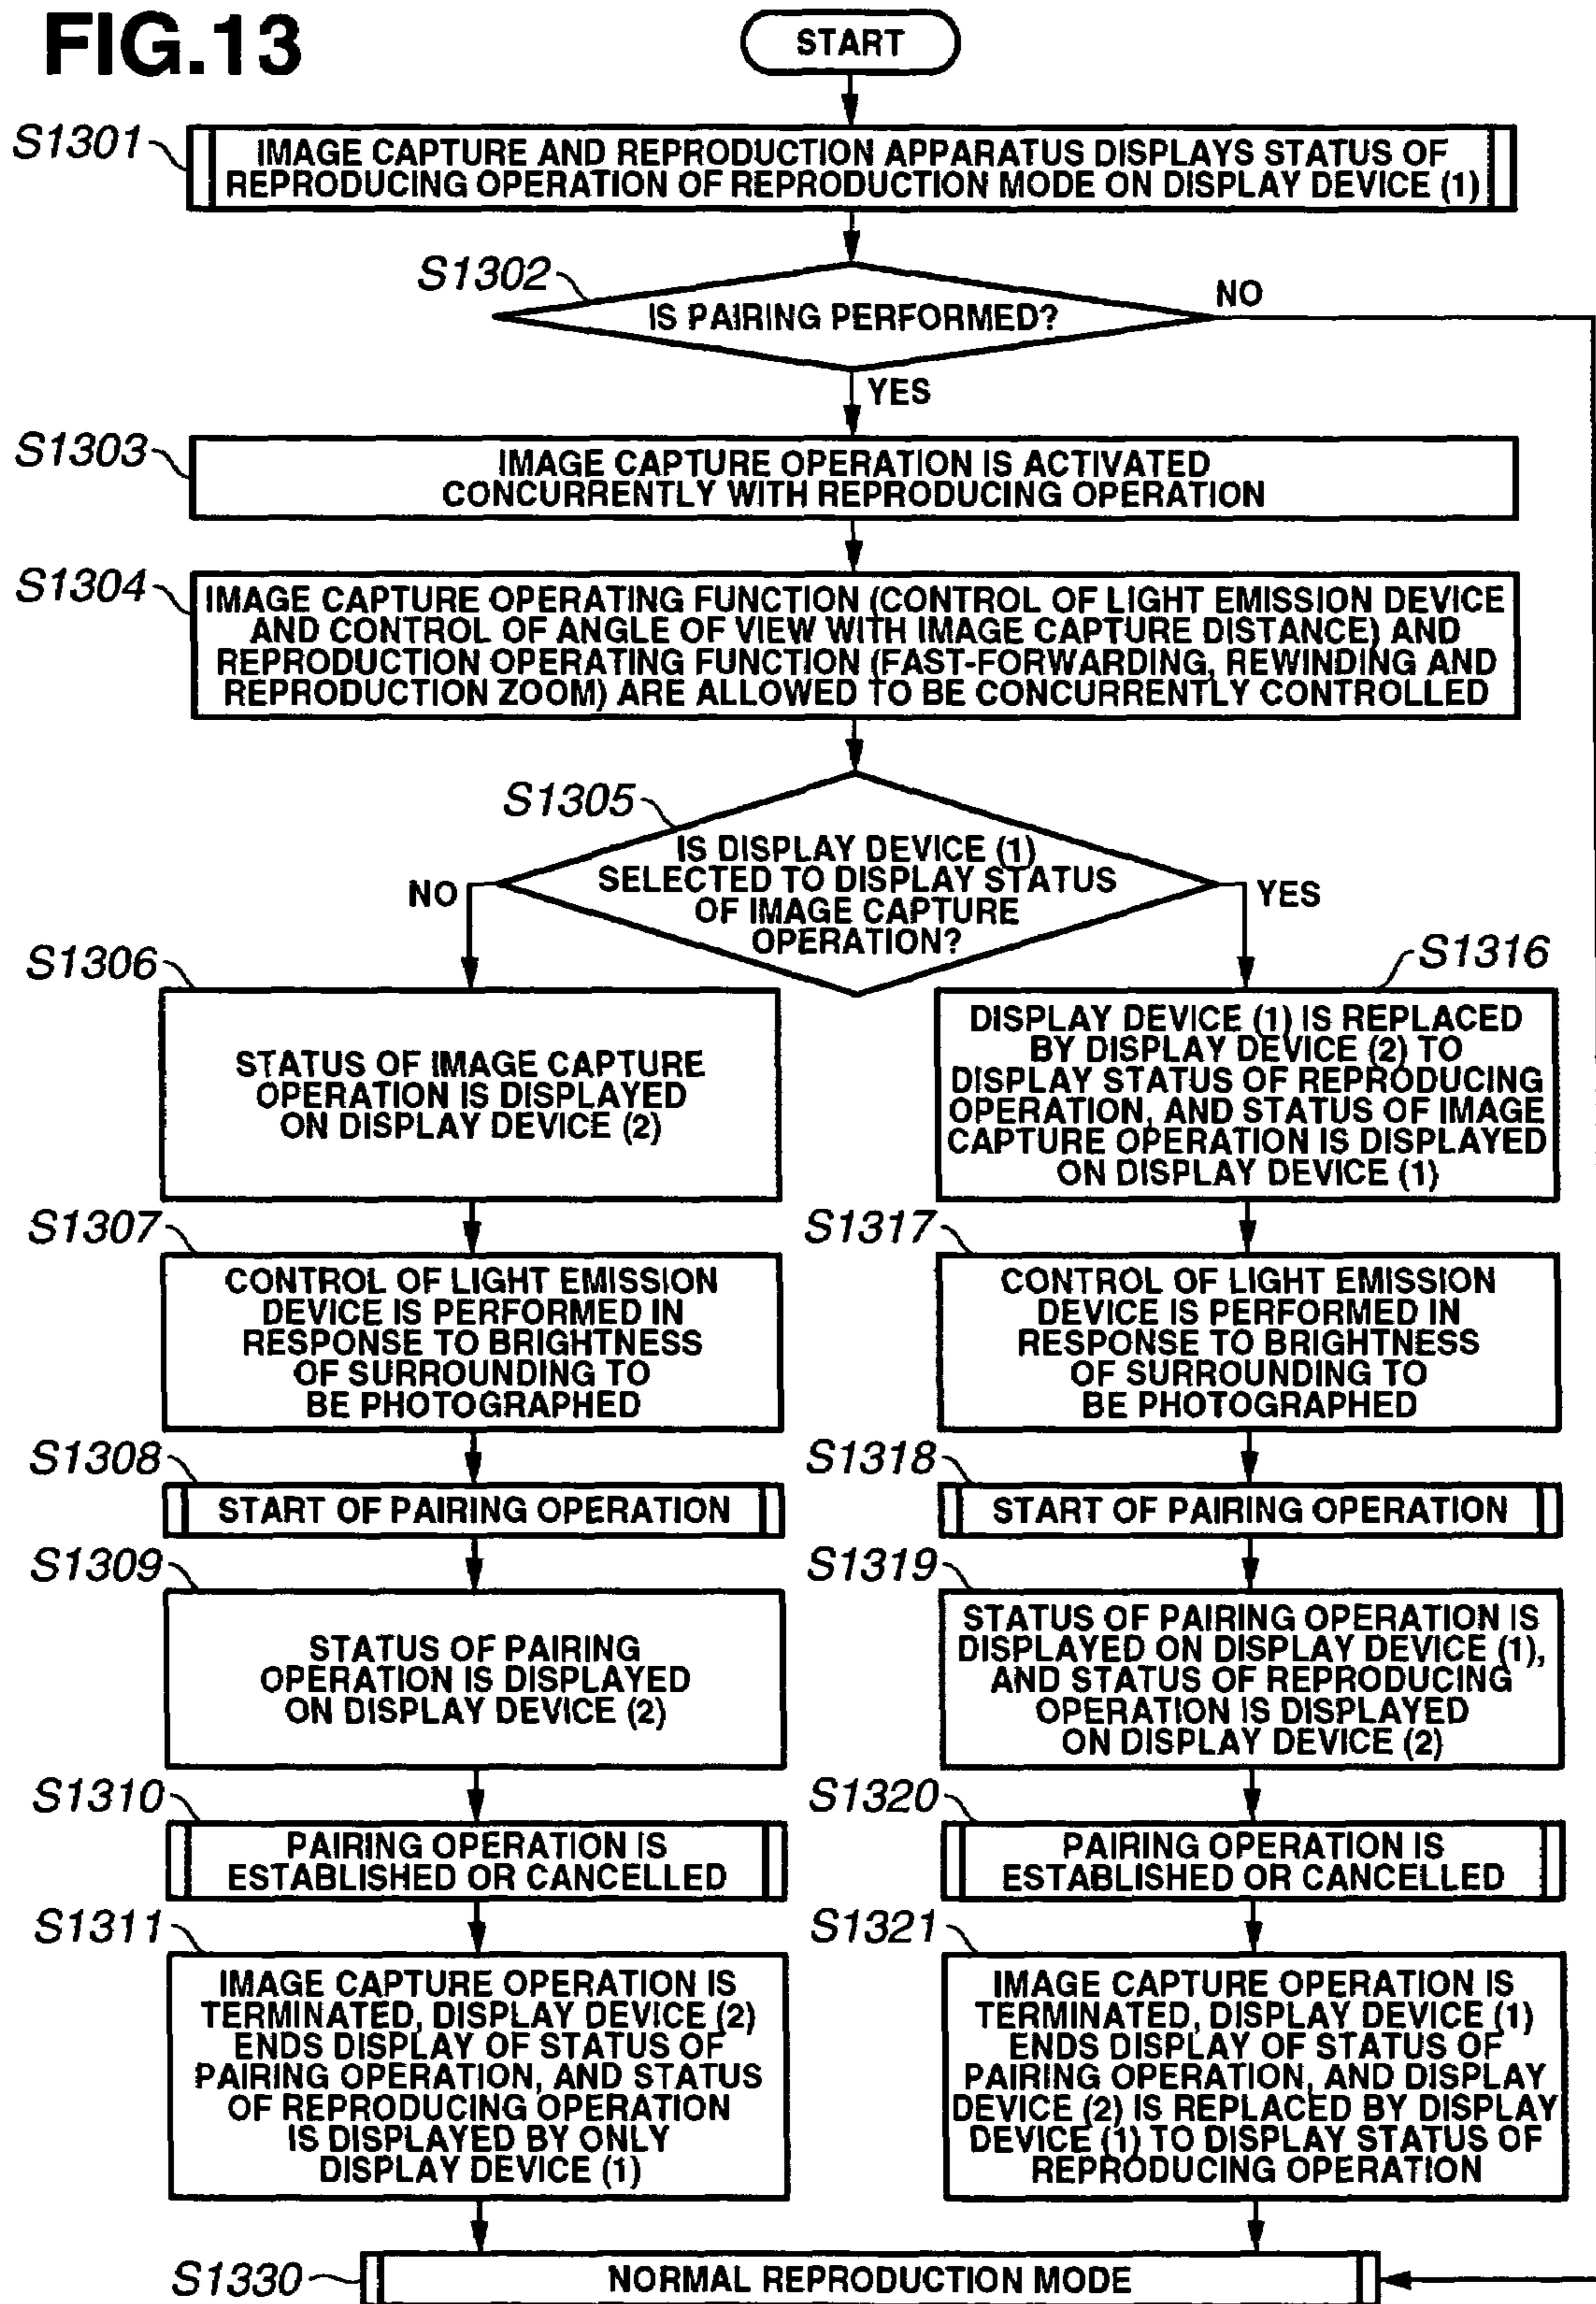 FIG.13
START
S1301
IMAGE CAPTURE AND REPRODUCTION APPARATUS DISPLAYS STATUS OF
REPRODUCING OPERATION OF REPRODUCTION MODE ON DISPLAY DEVICE (1)
S1302
IS PAIRING PERFORMED?
NO
YES
S1303
IMAGE CAPTURE OPERATION IS ACTIVATED
CONCURRENTLY WITH REPRODUCING OPERATION
S1304
IMAGE CAPTURE OPERATING FUNCTION (CONTROL OF LIGHT EMISSION DEVICE
AND CONTROL OF ANGLE OF VIEW WITH IMAGE CAPTURE DISTANCE) AND
REPRODUCTION OPERATING FUNCTION (FAST-FORWARDING, REWINDING AND
REPRODUCTION ZOOM) ARE ALLOWED TO BE CONCURRENTLY CONTROLLED
S1305
IS DISPLAY DEVICE (1)
SELECTED TO DISPLAY STATUS
OF IMAGE CAPTURE
OPERATION?
NO
YES
S1306
STATUS OF IMAGE CAPTURE
OPERATION IS DISPLAYED
ON DISPLAY DEVICE (2)
S1307
CONTROL OF LIGHT EMISSION
DEVICE IS PERFORMED IN
RESPONSE TO BRIGHTNESS
OF SURROUNDING TO
BE PHOTOGRAPHED
S1308
START OF PAIRING OPERATION
S1309
STATUS OF PAIRING
OPERATION IS DISPLAYED
ON DISPLAY DEVICE (2)
S1310
PAIRING OPERATION IS
ESTABLISHED OR CANCELLED
S1311
IMAGE CAPTURE OPERATION IS
TERMINATED, DISPLAY DEVICE (2)
ENDS DISPLAY OF STATUS OF
PAIRING OPERATION, AND STATUS
OF REPRODUCING OPERATION
IS DISPLAYED BY ONLY
DISPLAY DEVICE (1)
S1316
DISPLAY DEVICE (1) IS REPLACED
BY DISPLAY DEVICE (2) TO
DISPLAY STATUS OF REPRODUCING
OPERATION, AND STATUS OF IMAGE
CAPTURE OPERATION IS DISPLAYED
ON DISPLAY DEVICE (1)
S1317
CONTROL OF LIGHT EMISSION
DEVICE IS PERFORMED IN
RESPONSE TO BRIGHTNESS
OF SURROUNDING TO
BE PHOTOGRAPHED
S1318
START OF PAIRING OPERATION
S1319
STATUS OF PAIRING OPERATION IS
DISPLAYED ON DISPLAY DEVICE (1),
AND STATUS OF REPRODUCING
OPERATION IS DISPLAYED
ON DISPLAY DEVICE (2)
S1320
PAIRING OPERATION IS
ESTABLISHED OR CANCELLED
S1321
IMAGE CAPTURE OPERATION IS
TERMINATED, DISPLAY DEVICE (1)
ENDS DISPLAY OF STATUS OF
PAIRING OPERATION, AND DISPLAY
DEVICE (2) IS REPLACED BY DISPLAY
DEVICE (1) TO DISPLAY STATUS OF
REPRODUCING OPERATION
S1330
NORMAL REPRODUCTION MODE